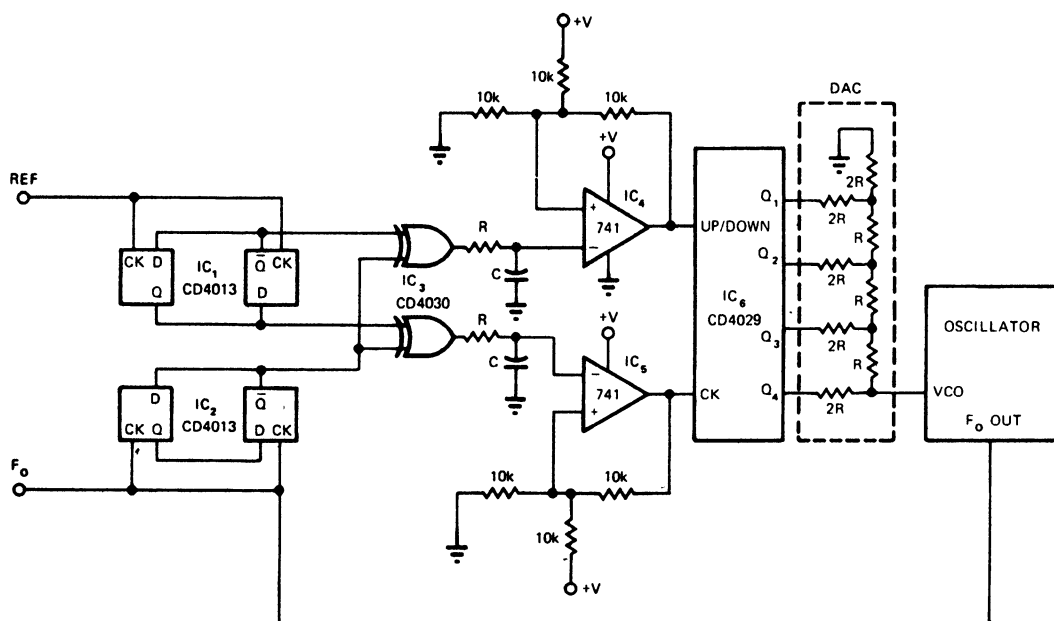 +V
10k
10k
10k
+V
IC4
+
741
-
REF
CK D
Q
IC1
CD4013
Q̅ CK
D
IC3
CD4030
R
C
R
C
D
CK Q
IC2
CD4013
Q̅
D CK
Fo
+V
IC5
-
741
+
10k
10k
10k
+V
UP/DOWN
IC6
CD4029
CK
Q1
Q2
Q3
Q4
DAC
2R
2R
R
2R
R
2R
R
2R
OSCILLATOR
VCO
Fo OUT